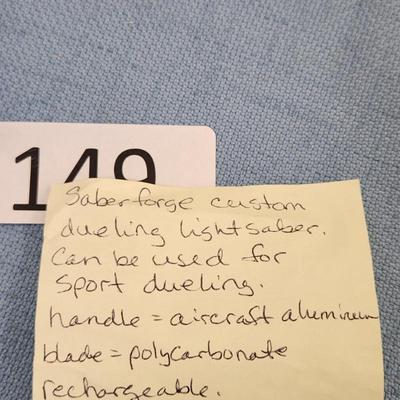 149
Saberforge custom
dueling lightsaber.
Can be used for
sport dueling.
handle = aircraft aluminum
blade = polycarbonate
rechargeable.